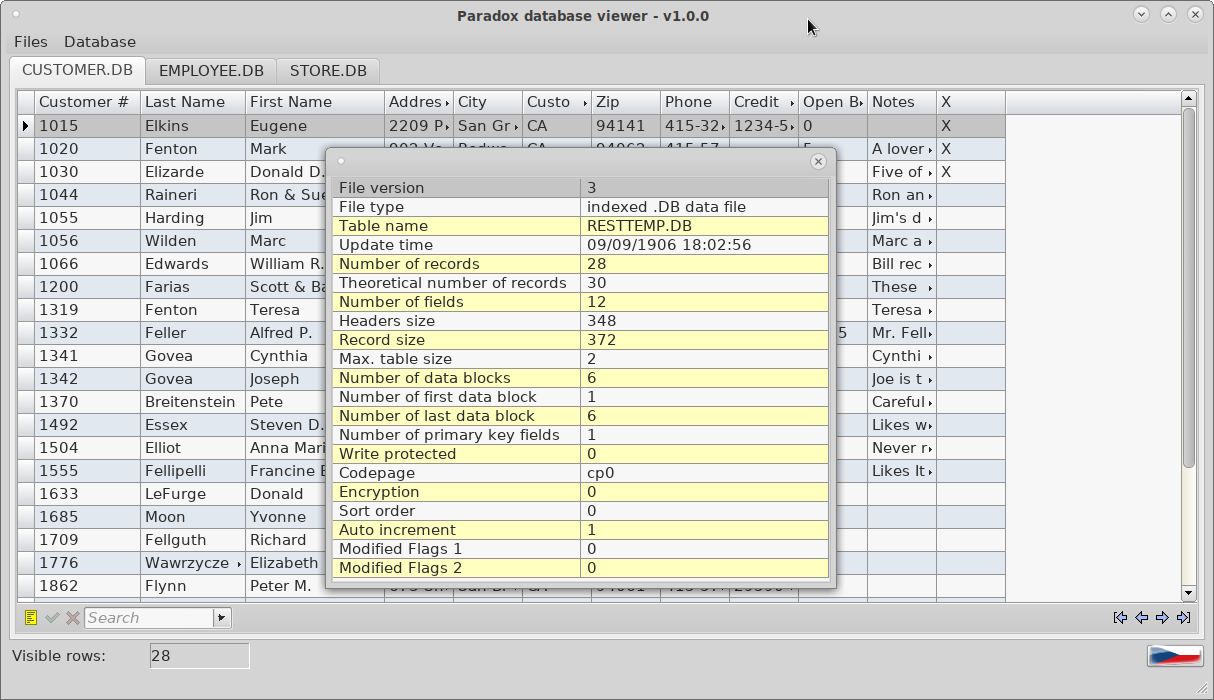 Paradox database viewer - v1.0.0
Files Database
CUSTOMER.DB EMPLOYEE.DB STORE.DB
Customer # Last Name First Name Addres City Custo Zip Phone Credit Open B Notes X
1015 Elkins Eugene 2209 P San Gr CA 94141 415-32 1234-5 0 X
1020 Fenton Mark A lover X
1030 Elizarde Donald D. Five of X
1044 Raineri Ron & Sue Ron an
1055 Harding Jim Jim's d
1056 Wilden Marc Marc a
1066 Edwards William R. Bill rec
1200 Farias Scott & Ba These
1319 Fenton Teresa Teresa
1332 Feller Alfred P. 5 Mr. Fell
1341 Govea Cynthia Cynthi
1342 Govea Joseph Joe is t
1370 Breitenstein Pete Careful
1492 Essex Steven D. Likes w
1504 Elliot Anna Mari Never r
1555 Fellipelli Francine E Likes It
1633 LeFurge Donald
1685 Moon Yvonne
1709 Fellguth Richard
1776 Wawrzycze Elizabeth
1862 Flynn Peter M.
File version 3
File type indexed .DB data file
Table name RESTTEMP.DB
Update time 09/09/1906 18:02:56
Number of records 28
Theoretical number of records 30
Number of fields 12
Headers size 348
Record size 372
Max. table size 2
Number of data blocks 6
Number of first data block 1
Number of last data block 6
Number of primary key fields 1
Write protected 0
Codepage cp0
Encryption 0
Sort order 0
Auto increment 1
Modified Flags 1 0
Modified Flags 2 0
Search
Visible rows: 28